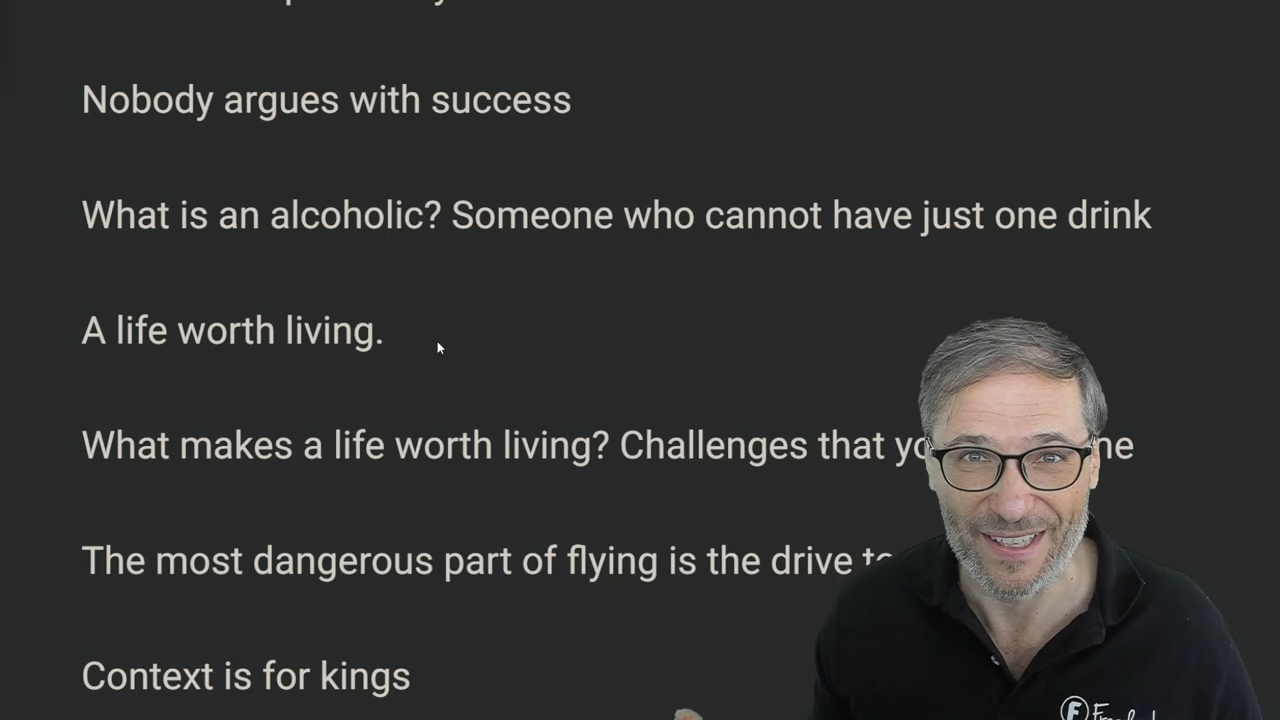 Nobody argues with success
What is an alcoholic? Someone who cannot have just one drink
A life worth living.
What makes a life worth living? Challenges that
The most dangerous part of flying is the drive
Context is for kings
F